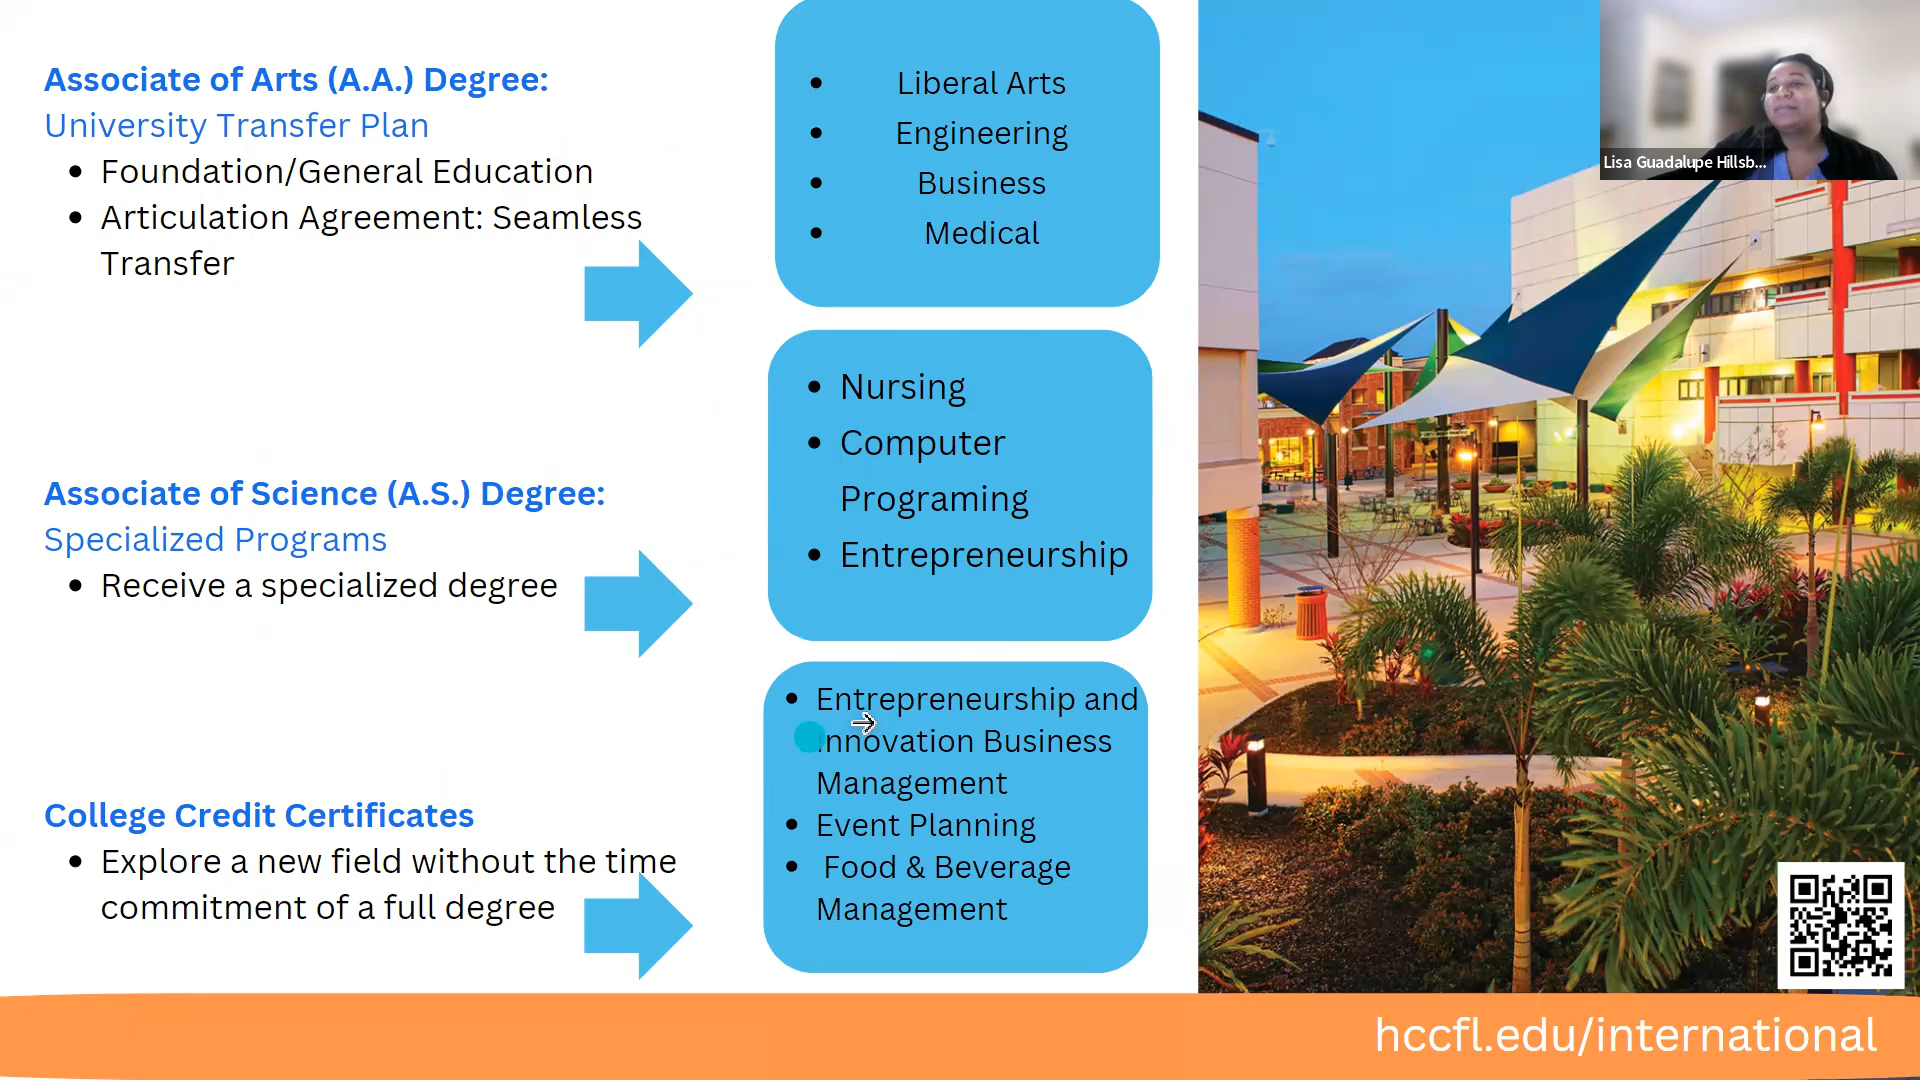 Associate of Arts (A.A.) Degree:
University Transfer Plan
• Foundation/General Education
• Articulation Agreement: Seamless
Transfer
• Liberal Arts
• Engineering
• Business
• Medical
Associate of Science (A.S.) Degree:
Specialized Programs
• Receive a specialized degree
• Nursing
• Computer
Programing
• Entrepreneurship
College Credit Certificates
• Explore a new field without the time
commitment of a full degree
• Entrepreneurship and
Innovation Business
Management
• Event Planning
• Food & Beverage
Management
Lisa Guadalupe Hillsb...
hccfl.edu/international